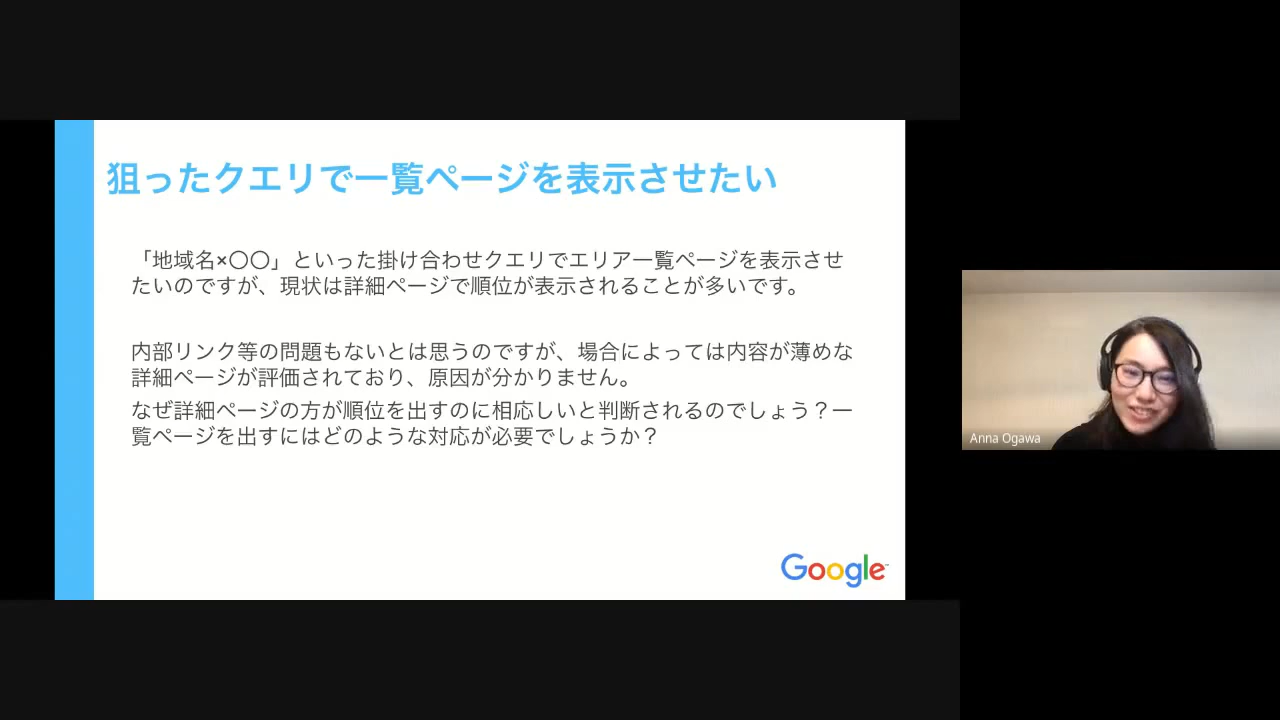 狙ったクエリで一覧ページを表示させたい
「地域名×〇〇」といった掛け合わせクエリでエリア一覧ページを表示させ
たいのですが、現状は詳細ページで順位が表示されることが多いです。
内部リンク等の問題もないとは思うのですが、場合によっては内容が薄めな
詳細ページが評価されており、原因が分かりません。
なぜ詳細ページの方が順位を出すのに相応しいと判断されるのでしょう？一
覧ページを出すにはどのような対応が必要でしょうか？
Google
Anna Ogawa